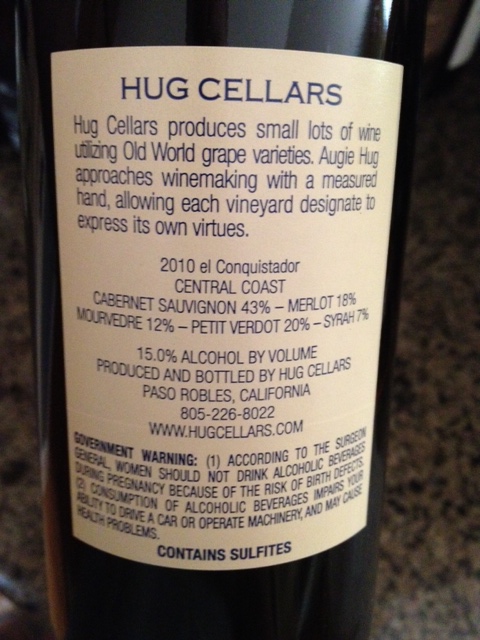 HUG CELLARS
Hug Cellars produces small lots of wine
utilizing Old World grape varieties. Augie Hug
approaches winemaking with a measured
hand, allowing each vineyard designate to
express its own virtues.
2010 el Conquistador
CENTRAL COAST
CABERNET SAUVIGNON 43% – MERLOT 18%
MOURVEDRE 12% – PETIT VERDOT 20% – SYRAH 7%
15.0% ALCOHOL BY VOLUME
PRODUCED AND BOTTLED BY HUG CELLARS
PASO ROBLES, CALIFORNIA
805-226-8022
WWW.HUGCELLARS.COM
GOVERNMENT WARNING: (1) ACCORDING TO THE SURGEON
GENERAL, WOMEN SHOULD NOT DRINK ALCOHOLIC BEVERAGES
DURING PREGNANCY BECAUSE OF THE RISK OF BIRTH DEFECTS.
(2) CONSUMPTION OF ALCOHOLIC BEVERAGES IMPAIRS YOUR
ABILITY TO DRIVE A CAR OR OPERATE MACHINERY, AND MAY CAUSE
HEALTH PROBLEMS.
CONTAINS SULFITES